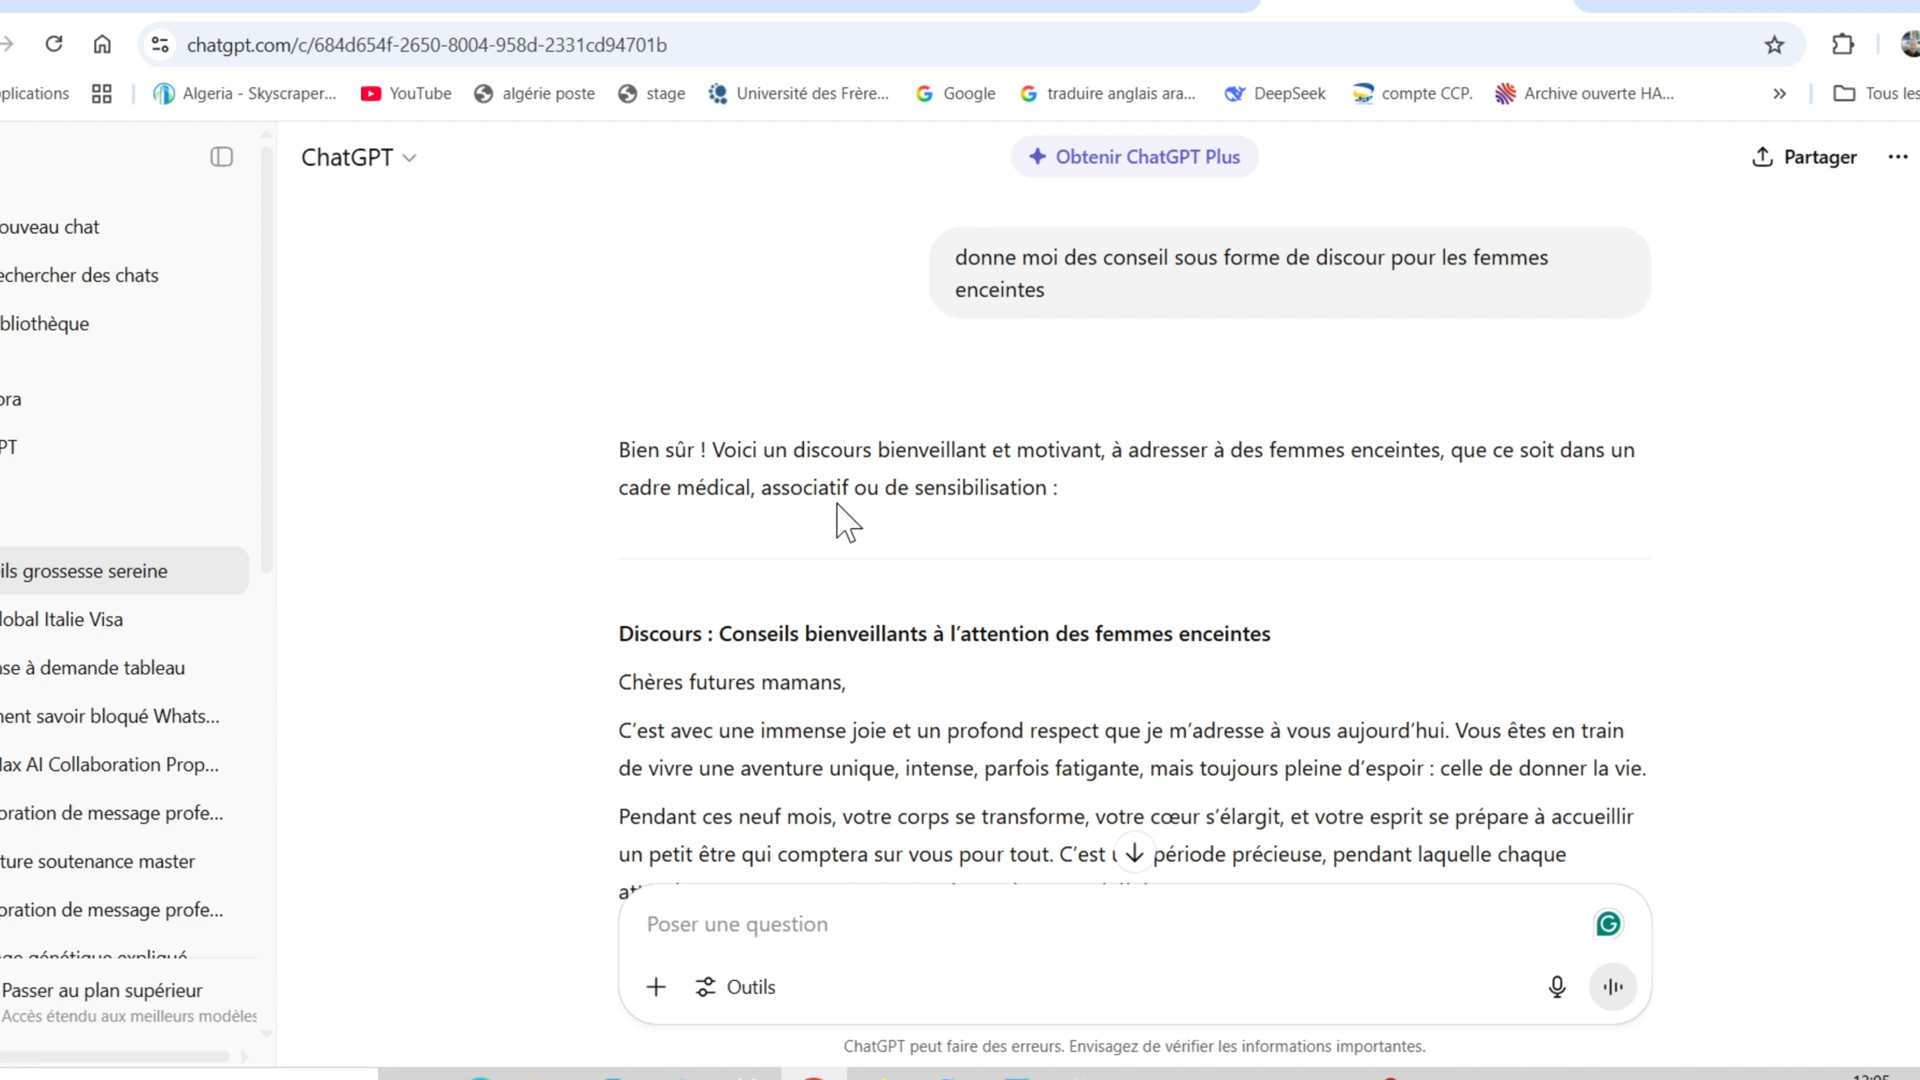 chatgpt.com/c/684d654f-2650-8004-958d-2331cd94701b
plications Algeria - Skyscraper... YouTube algérie poste stage Université des Frère... Google traduire anglais ara... DeepSeek compte CCP. Archive ouverte HA... » Tous les
ChatGPT
Obtenir ChatGPT Plus
Partager
ouveau chat
echercher des chats
bliothèque
ora
PT
ils grossesse sereine
lobal Italie Visa
nse à demande tableau
ent savoir bloqué Whats...
ax AI Collaboration Prop...
oration de message profe...
ture soutenance master
oration de message profe...
Passer au plan supérieur
Accès étendu aux meilleurs modèles
donne moi des conseil sous forme de discour pour les femmes
enceintes
Bien sûr ! Voici un discours bienveillant et motivant, à adresser à des femmes enceintes, que ce soit dans un
cadre médical, associatif ou de sensibilisation :
Discours : Conseils bienveillants à l’attention des femmes enceintes
Chères futures mamans,
C’est avec une immense joie et un profond respect que je m’adresse à vous aujourd’hui. Vous êtes en train
de vivre une aventure unique, intense, parfois fatigante, mais toujours pleine d’espoir : celle de donner la vie.
Pendant ces neuf mois, votre corps se transforme, votre cœur s’élargit, et votre esprit se prépare à accueillir
un petit être qui comptera sur vous pour tout. C’est période précieuse, pendant laquelle chaque
Poser une question
Outils
ChatGPT peut faire des erreurs. Envisagez de vérifier les informations importantes.